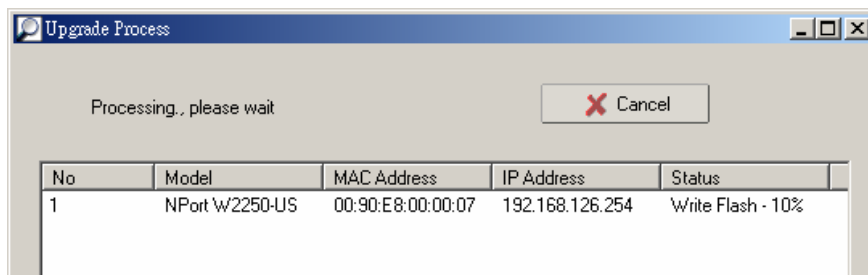 Upgrade Process
Processing., please wait
Cancel
No Model MAC Address IP Address Status
1 NPort W2250-US 00:90:E8:00:00:07 192.168.126.254 Write Flash - 10%